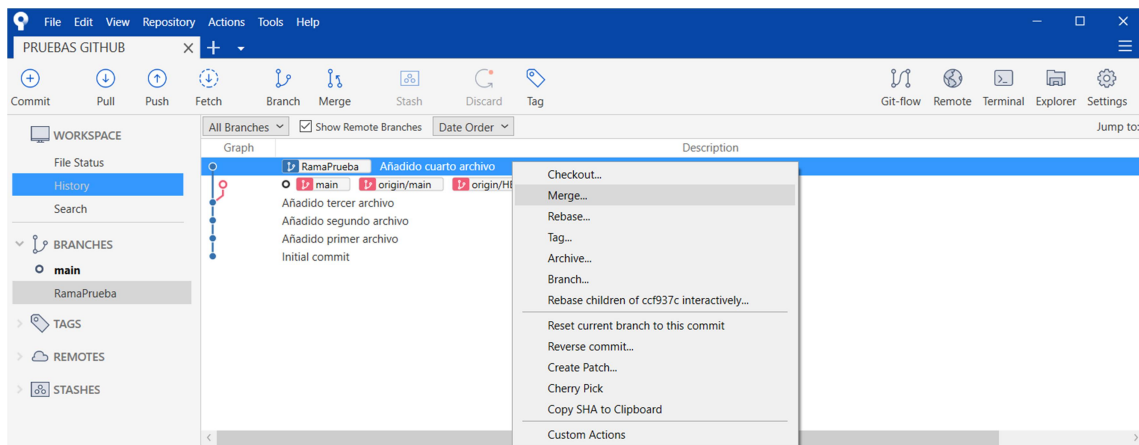 File Edit View Repository Actions Tools Help
PRUEBAS GITHUB
Commit Pull Push Fetch Branch Merge Stash Discard Tag Git-flow Remote Terminal Explorer Settings
All Branches Show Remote Branches Date Order Jump to:
WORKSPACE
File Status
History
Search
BRANCHES
main
RamaPrueba
TAGS
REMOTES
STASHES
Graph Description
RamaPrueba Añadido cuarto archivo
main origin/main origin/HE
Añadido tercer archivo
Añadido segundo archivo
Añadido primer archivo
Initial commit
Checkout...
Merge...
Rebase...
Tag...
Archive...
Branch...
Rebase children of ccf937c interactively...
Reset current branch to this commit
Reverse commit...
Create Patch...
Cherry Pick
Copy SHA to Clipboard
Custom Actions